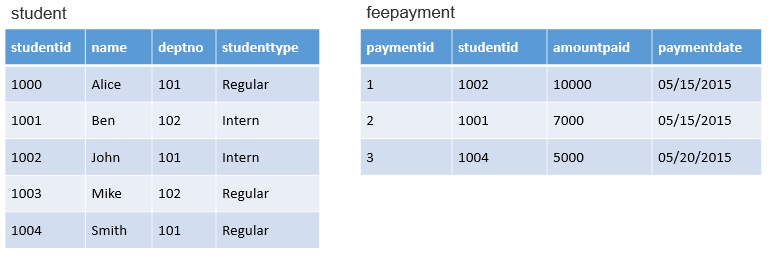 student
studentid name deptno studenttype
1000 Alice 101 Regular
1001 Ben 102 Intern
1002 John 101 Intern
1003 Mike 102 Regular
1004 Smith 101 Regular
feepayment
paymentid studentid amountpaid paymentdate
1 1002 10000 05/15/2015
2 1001 7000 05/15/2015
3 1004 5000 05/20/2015